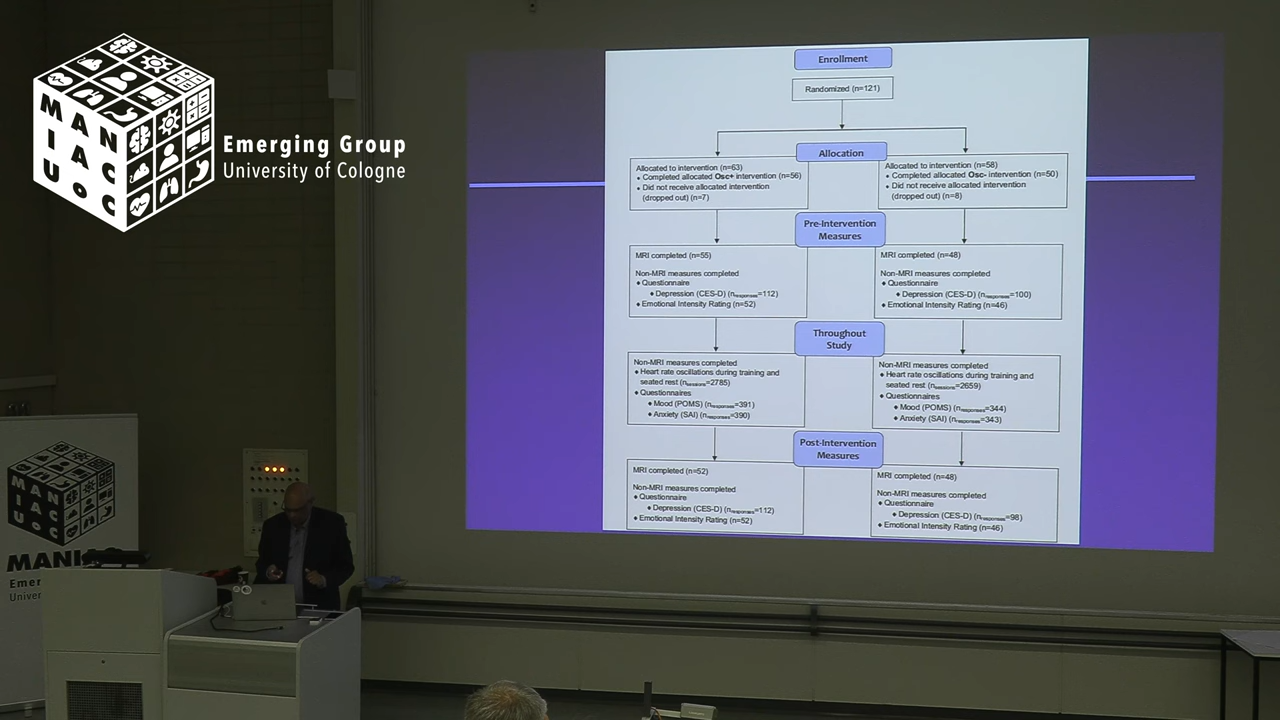 MANIACUoC
Emerging Group
University of Cologne
Enrollment
Randomized (n=121)
Allocation
Allocated to intervention (n=63)
♦ Completed allocated Osc+ intervention (n=56)
♦ Did not receive allocated intervention
(dropped out) (n=7)
Allocated to intervention (n=58)
♦ Completed allocated Osc- intervention (n=50)
♦ Did not receive allocated intervention
(dropped out) (n=8)
Pre-Intervention
Measures
MRI completed (n=55)
Non-MRI measures completed
♦ Questionnaire
♦ Depression (CES-D) (nresponses=112)
♦ Emotional Intensity Rating (n=52)
MRI completed (n=48)
Non-MRI measures completed
♦ Questionnaire
♦ Depression (CES-D) (nresponses=100)
♦ Emotional Intensity Rating (n=46)
Throughout
Study
Non-MRI measures completed
♦ Heart rate oscillations during training and
seated rest (nsessions=2785)
♦ Questionnaires
♦ Mood (POMS) (nresponses=391)
♦ Anxiety (SAI) (nresponses=390)
Non-MRI measures completed
♦ Heart rate oscillations during training and
seated rest (nsessions=2659)
♦ Questionnaires
♦ Mood (POMS) (nresponses=344)
♦ Anxiety (SAI) (nresponses=343)
Post-Intervention
Measures
MRI completed (n=52)
Non-MRI measures completed
♦ Questionnaire
♦ Depression (CES-D) (nresponses=112)
♦ Emotional Intensity Rating (n=52)
MRI completed (n=48)
Non-MRI measures completed
♦ Questionnaire
♦ Depression (CES-D) (nresponses=98)
♦ Emotional Intensity Rating (n=46)
MANIACUoC
MANI
Emer
Univer